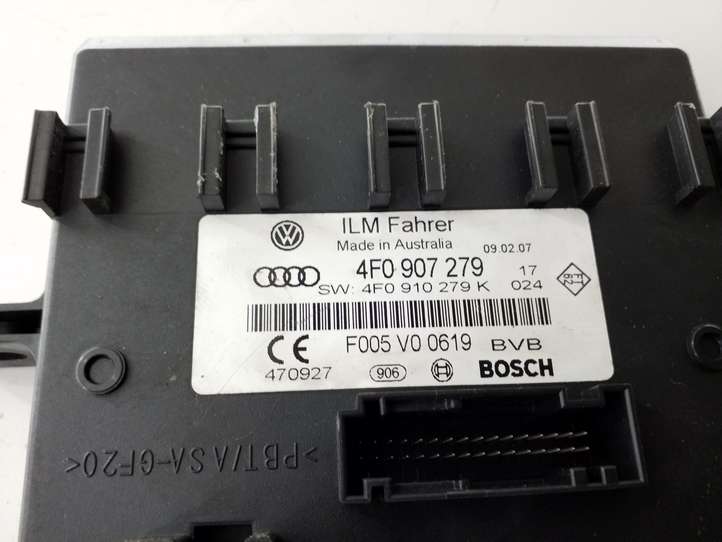 ILM Fahrer
Made in Australia 09.02.07
4F0 907 279 17
SW: 4F0 910 279 K 024
CE F005 V0 0619 BVB
470927 906 BOSCH
>PBT/ASA-GF20<